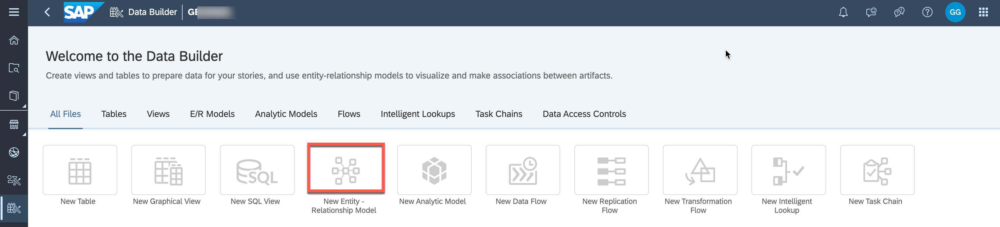 SAP Data Builder
GG
Welcome to the Data Builder
Create views and tables to prepare data for your stories, and use entity-relationship models to visualize and make associations between artifacts.
All Files Tables Views E/R Models Analytic Models Flows Intelligent Lookups Task Chains Data Access Controls
SQL
New Table
New Graphical View
New SQL View
New Entity -
Relationship Model
New Analytic Model
New Data Flow
New Replication
Flow
New Transformation
Flow
New Intelligent
Lookup
New Task Chain